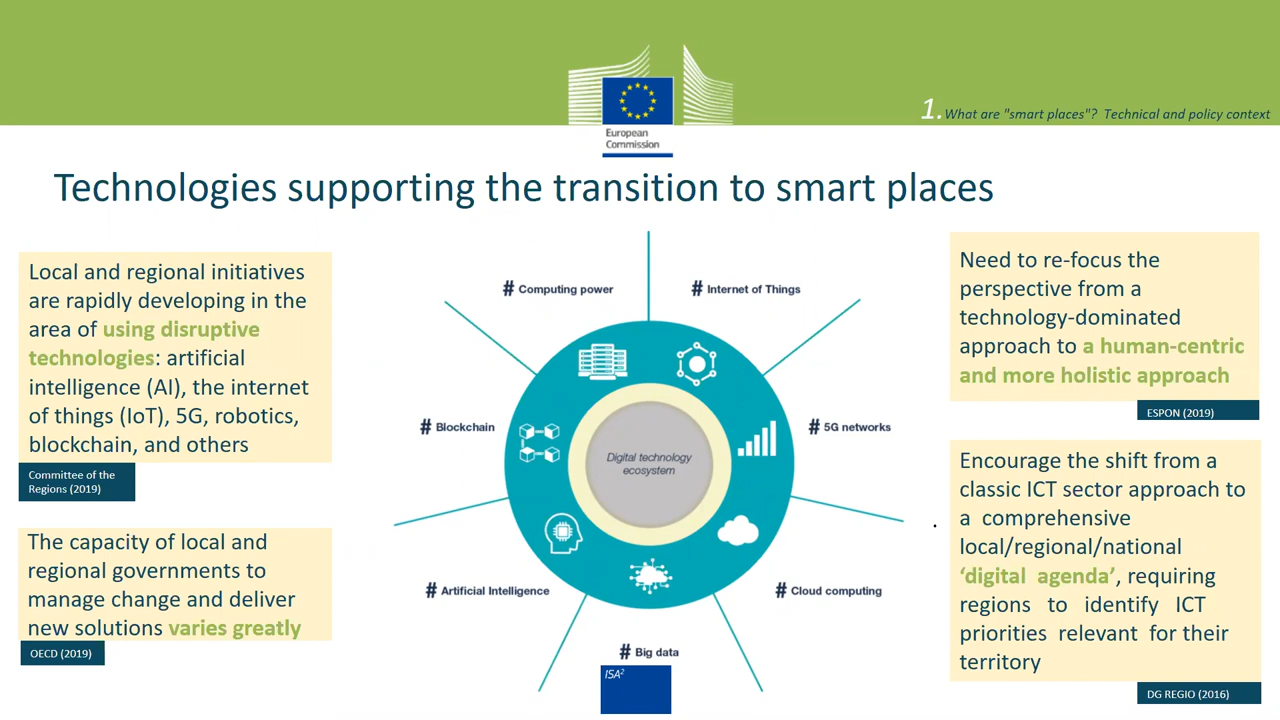 European
Commission
1. What are "smart places"? Technical and policy context
Technologies supporting the transition to smart places
Local and regional initiatives
are rapidly developing in the
area of using disruptive
technologies: artificial
intelligence (AI), the internet
of things (IoT), 5G, robotics,
blockchain, and others
Committee of the
Regions (2019)
The capacity of local and
regional governments to
manage change and deliver
new solutions varies greatly
OECD (2019)
# Computing power
# Internet of Things
# Blockchain
# 5G networks
Digital technology
ecosystem
# Artificial Intelligence
# Cloud computing
# Big data
ISA²
Need to re-focus the
perspective from a
technology-dominated
approach to a human-centric
and more holistic approach
ESPON (2019)
Encourage the shift from a
classic ICT sector approach to
a comprehensive
local/regional/national
‘digital agenda’, requiring
regions to identify ICT
priorities relevant for their
territory
.
DG REGIO (2016)